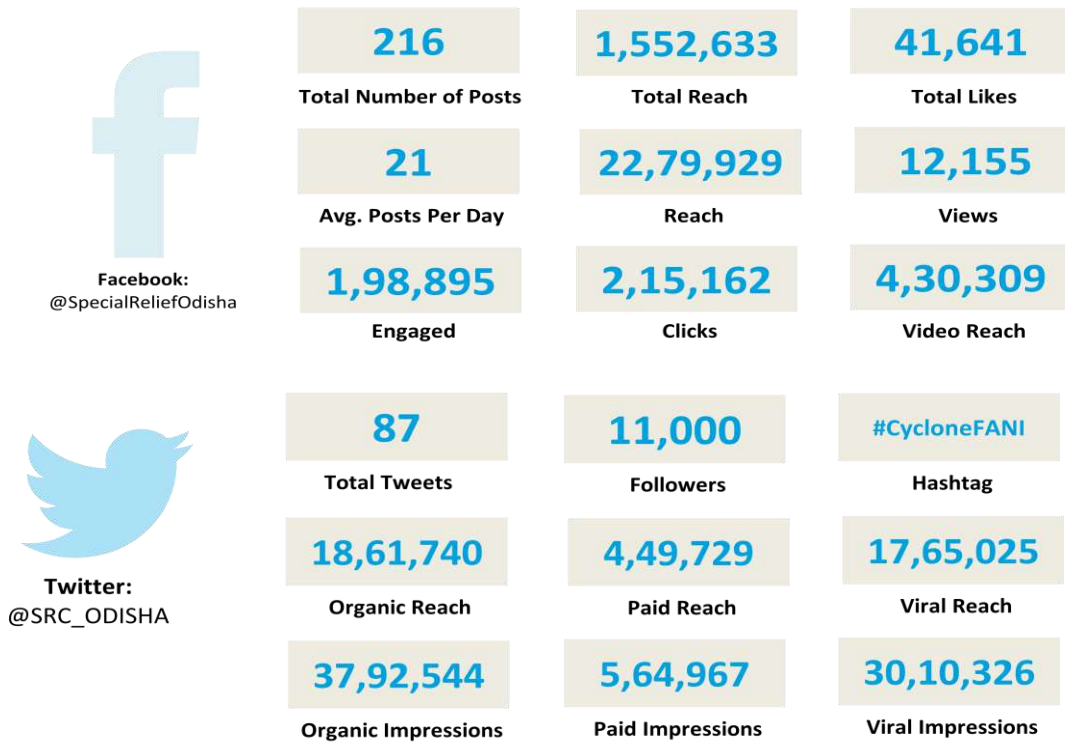 216
Total Number of Posts
1,552,633
Total Reach
41,641
Total Likes
21
Avg. Posts Per Day
22,79,929
Reach
12,155
Views
Facebook:
@SpecialReliefOdisha
1,98,895
Engaged
2,15,162
Clicks
4,30,309
Video Reach
87
Total Tweets
11,000
Followers
#CycloneFANI
Hashtag
18,61,740
Organic Reach
4,49,729
Paid Reach
17,65,025
Viral Reach
Twitter:
@SRC_ODISHA
37,92,544
Organic Impressions
5,64,967
Paid Impressions
30,10,326
Viral Impressions